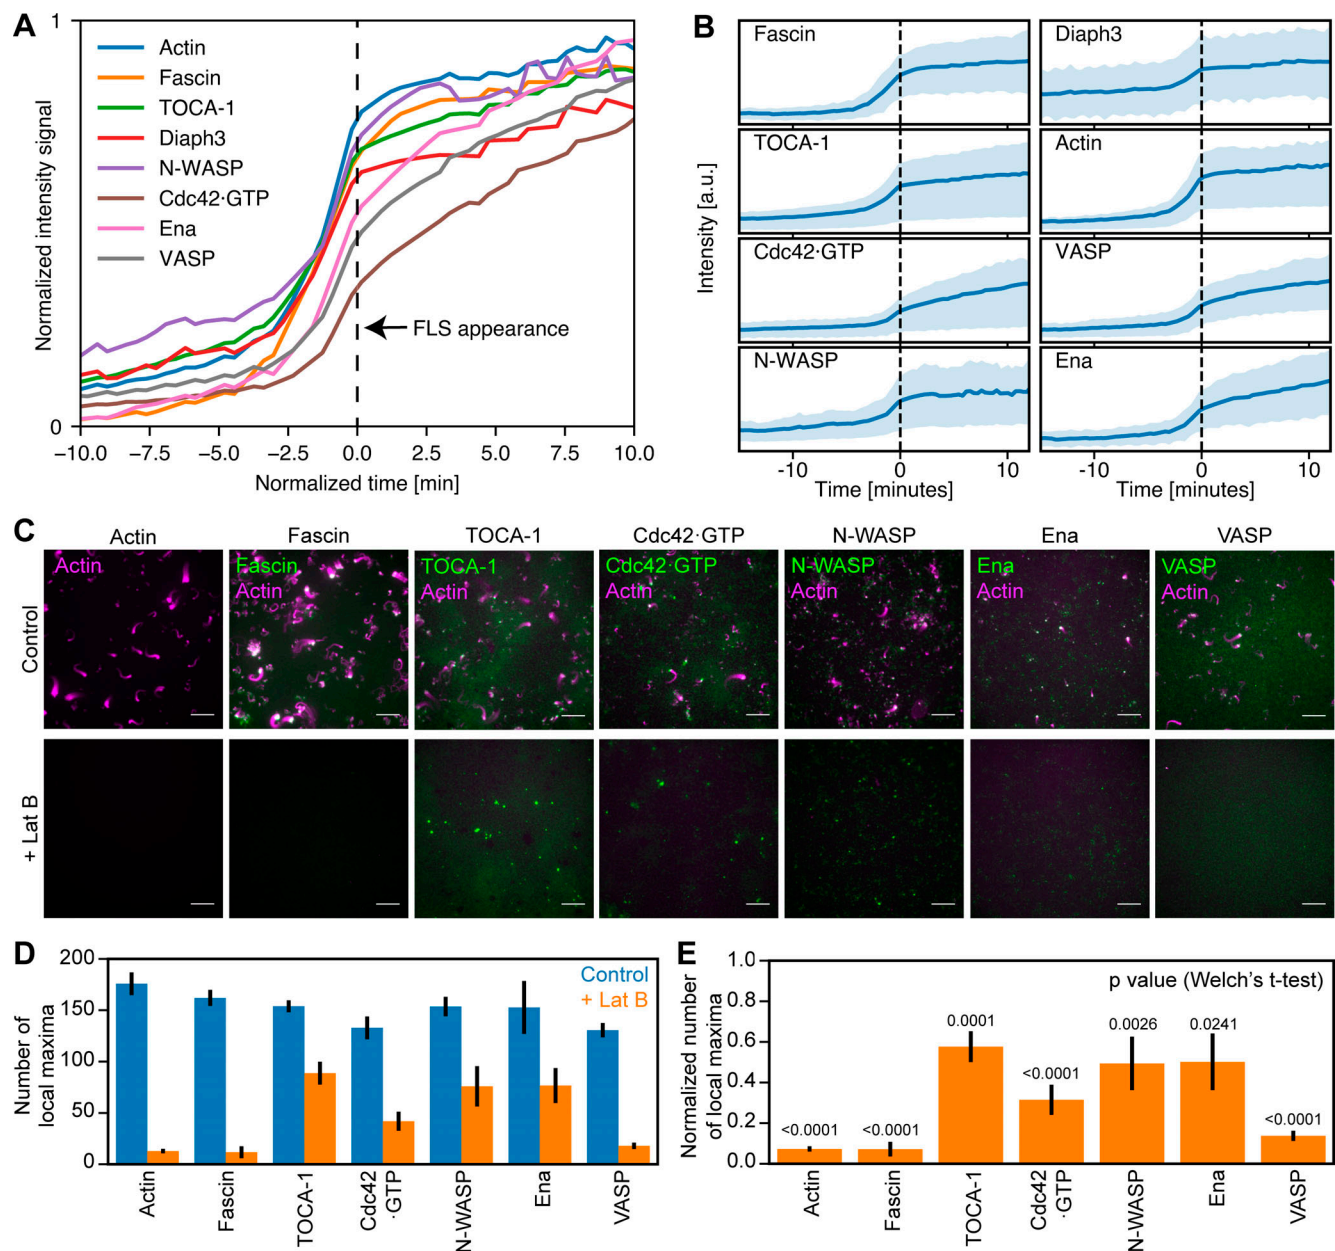 A
1
Normalized intensity signal
Actin
Fascin
TOCA-1
Diaph3
N-WASP
Cdc42·GTP
Ena
VASP
FLS appearance
0
−10.0 −7.5 −5.0 −2.5 0.0 2.5 5.0 7.5 10.0
Normalized time [min]
B
Intensity [a.u.]
Fascin Diaph3
TOCA-1 Actin
Cdc42·GTP VASP
N-WASP Ena
-10 0 10 -10 0 10
Time [minutes] Time [minutes]
C
Actin Fascin TOCA-1 Cdc42·GTP N-WASP Ena VASP
Control
Actin
Fascin
Actin
TOCA-1
Actin
Cdc42·GTP
Actin
N-WASP
Actin
Ena
Actin
VASP
Actin
+ Lat B
D
Number of
local maxima
200
150
100
50
0
Control
+ Lat B
Actin
Fascin
TOCA-1
Cdc42
·GTP
N-WASP
Ena
VASP
E
Normalized number
of local maxima
1.0
0.8
0.6
0.4
0.2
0.0
p value (Welch's t-test)
<0.0001
<0.0001
0.0001
<0.0001
0.0026
0.0241
<0.0001
Actin
Fascin
TOCA-1
Cdc42
·GTP
N-WASP
Ena
VASP